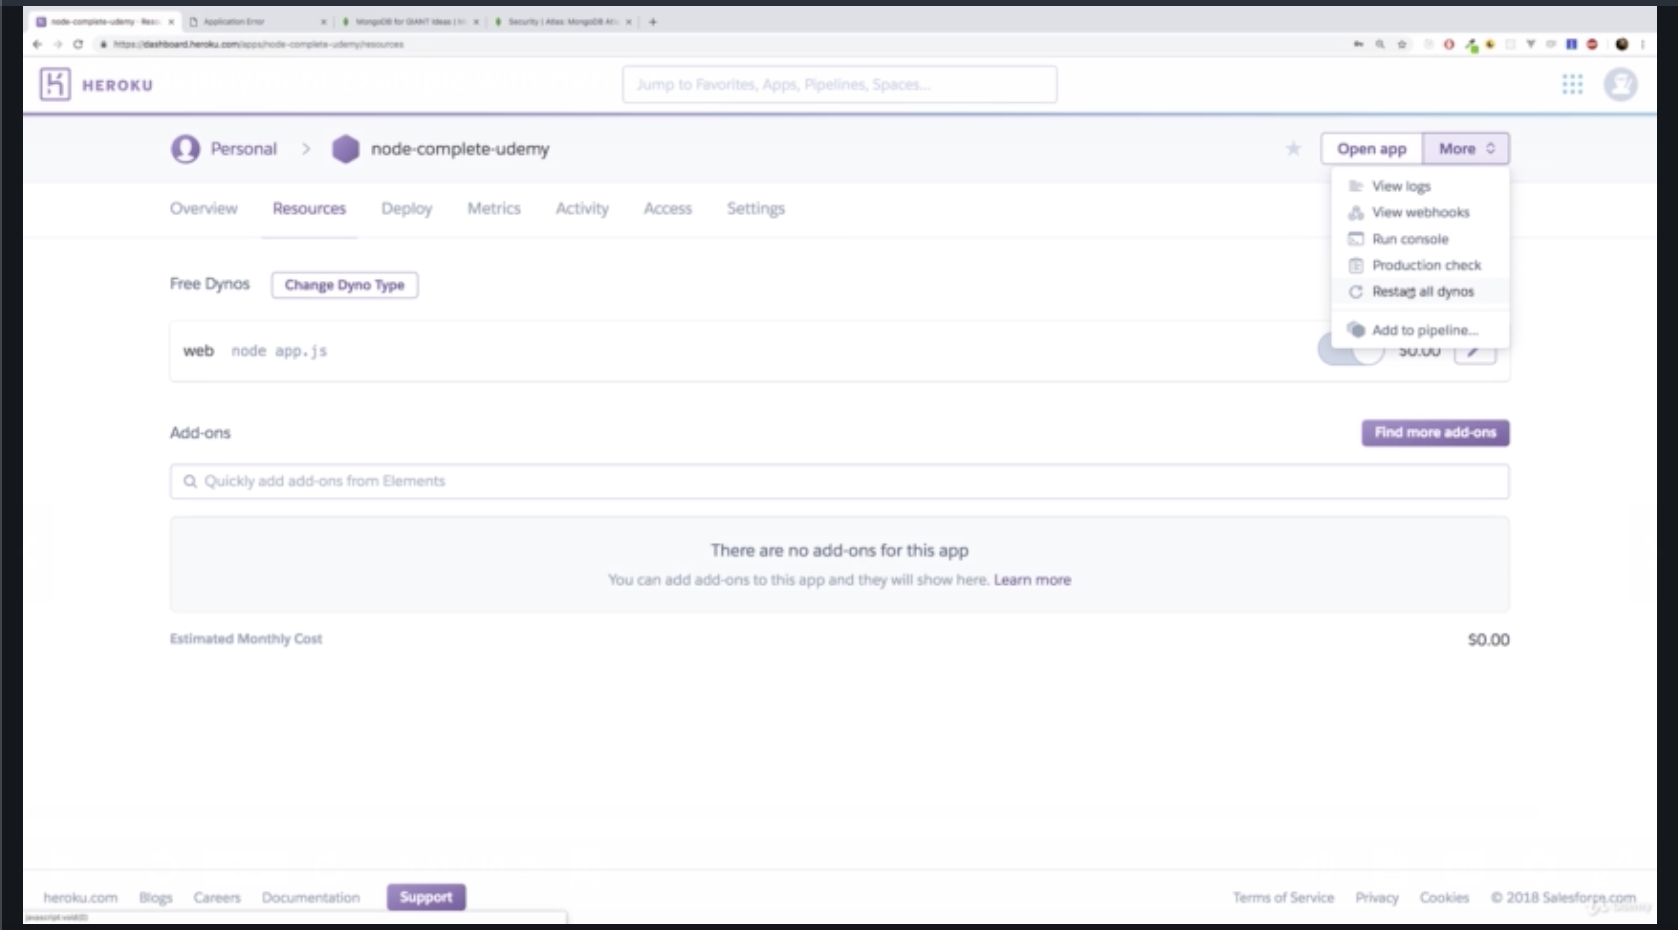 node-complete-udemy · Reso
Application Error
MongoDB for GIANT Ideas | M
Security | Atlas: MongoDB Atl
https://dashboard.heroku.com/apps/node-complete-udemy/resources
HEROKU
Jump to Favorites, Apps, Pipelines, Spaces...
Personal > node-complete-udemy
Open app More
View logs
View webhooks
Run console
Production check
Restart all dynos
Add to pipeline...
Overview Resources Deploy Metrics Activity Access Settings
Free Dynos Change Dyno Type
web node app.js $0.00
Add-ons Find more add-ons
Quickly add add-ons from Elements
There are no add-ons for this app
You can add add-ons to this app and they will show here. Learn more
Estimated Monthly Cost $0.00
heroku.com Blogs Careers Documentation Support Terms of Service Privacy Cookies © 2018 Salesforce.com
javascript:void(0)
Udemy